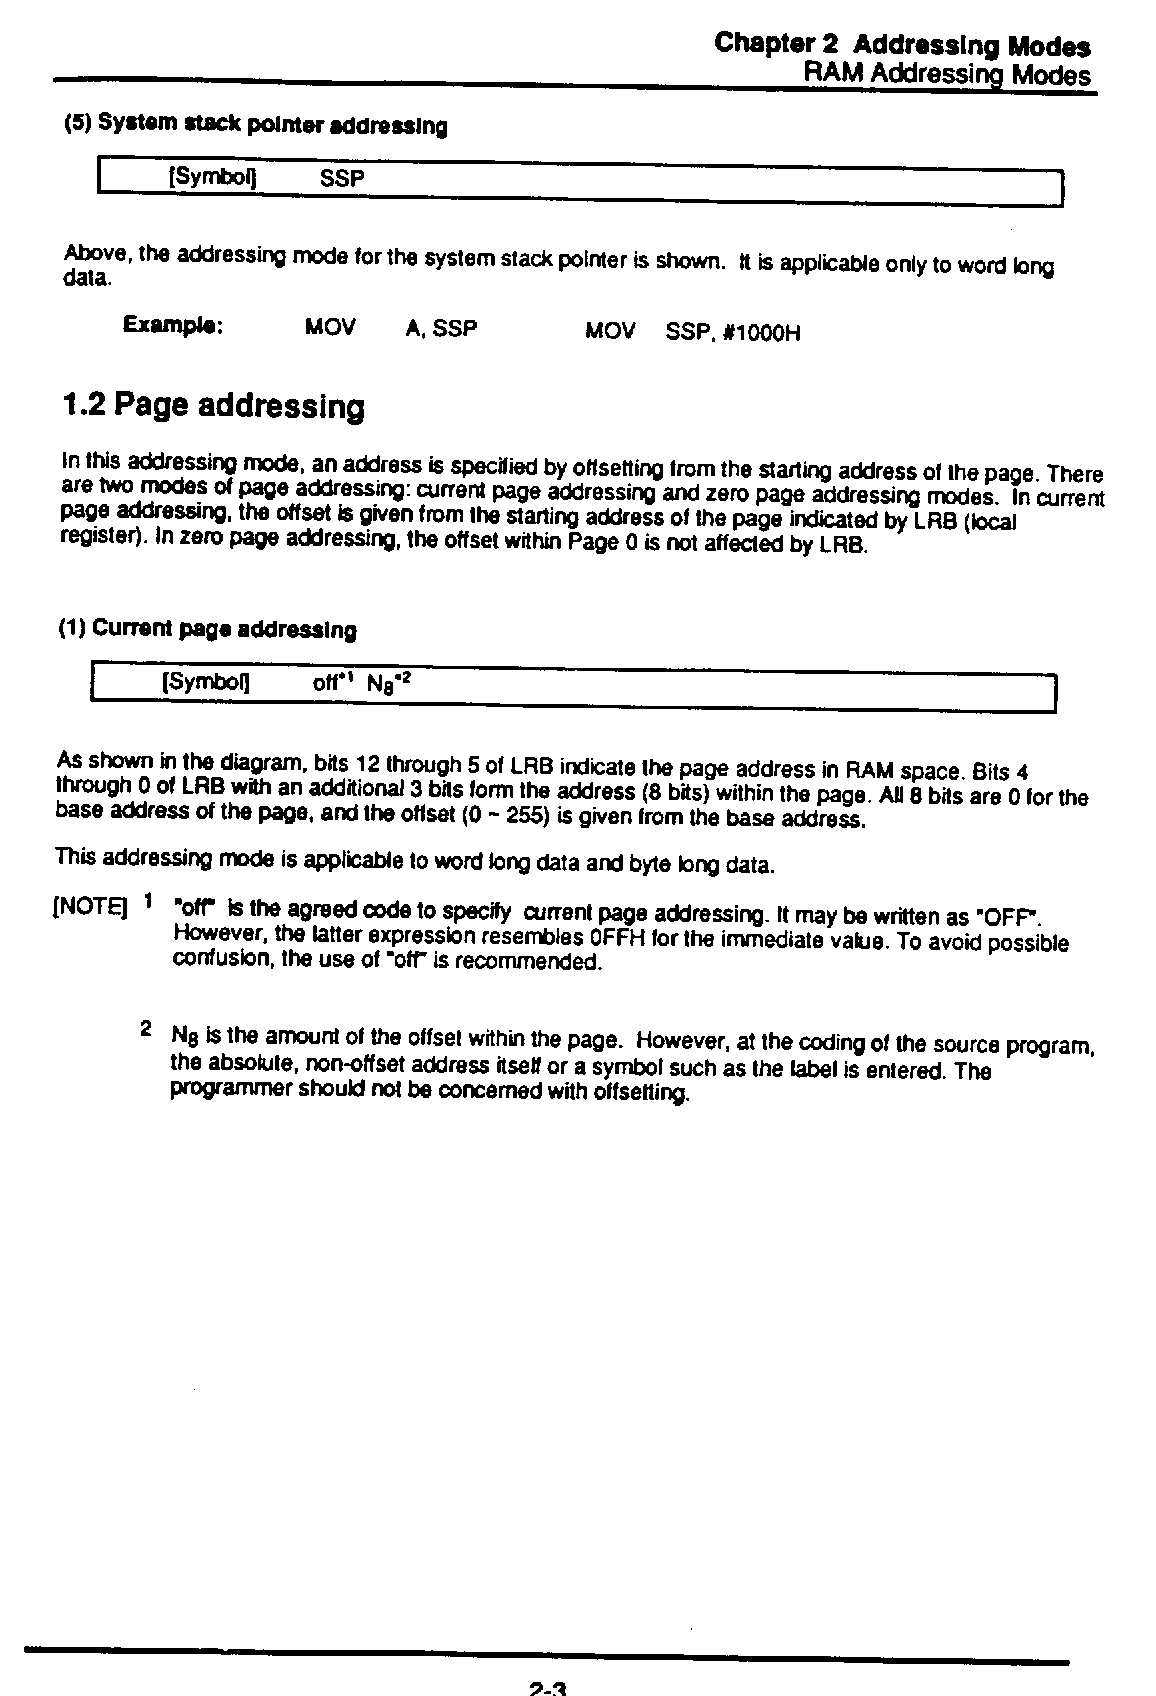 Chapter 2 Addressing Modes
RAM Addressing Modes
(5) System stack pointer addressing
[Symbol] SSP
Above, the addressing mode for the system stack pointer is shown. It is applicable only to word long
data.
Example: MOV A, SSP MOV SSP, #1000H
1.2 Page addressing
In this addressing mode, an address is specified by offsetting from the starting address of the page. There
are two modes of page addressing: current page addressing and zero page addressing modes. In current
page addressing, the offset is given from the starting address of the page indicated by LRB (local
register). In zero page addressing, the offset within Page 0 is not affected by LRB.
(1) Current page addressing
[Symbol] off*1 N8*2
As shown in the diagram, bits 12 through 5 of LRB indicate the page address in RAM space. Bits 4
through 0 of LRB with an additional 3 bits form the address (8 bits) within the page. All 8 bits are 0 for the
base address of the page, and the offset (0 ~ 255) is given from the base address.
This addressing mode is applicable to word long data and byte long data.
[NOTE] 1 "off" is the agreed code to specify current page addressing. It may be written as "OFF".
However, the latter expression resembles 0FFH for the immediate value. To avoid possible
confusion, the use of "off" is recommended.
2 N8 is the amount of the offset within the page. However, at the coding of the source program,
the absolute, non-offset address itself or a symbol such as the label is entered. The
programmer should not be concerned with offsetting.
2-3